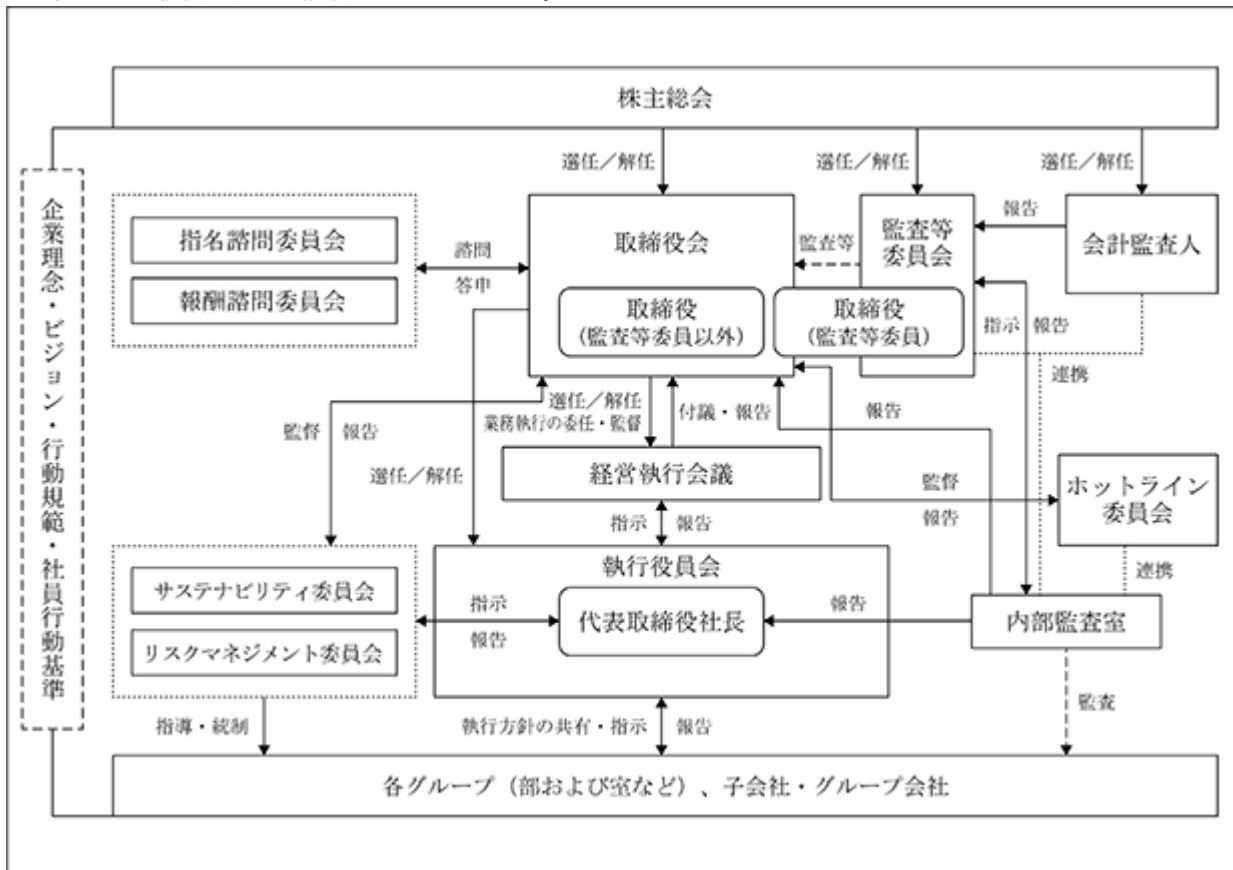 株主総会
選任／解任
選任／解任
選任／解任
企業理念・ビジョン・行動規範・社員行動基準
指名諮問委員会
報酬諮問委員会
諮問
答申
取締役会
取締役
(監査等委員以外)
監査等
監査等
委員会
取締役
(監査等委員)
報告
会計監査人
指示
報告
連携
監督
報告
選任／解任
選任／解任
業務執行の委任・監督
付議・報告
報告
経営執行会議
監督
報告
ホットライン
委員会
指示
報告
連携
サステナビリティ委員会
リスクマネジメント委員会
指示
報告
執行役員会
代表取締役社長
報告
内部監査室
指導・統制
執行方針の共有・指示
報告
監査
各グループ（部および室など）、子会社・グループ会社